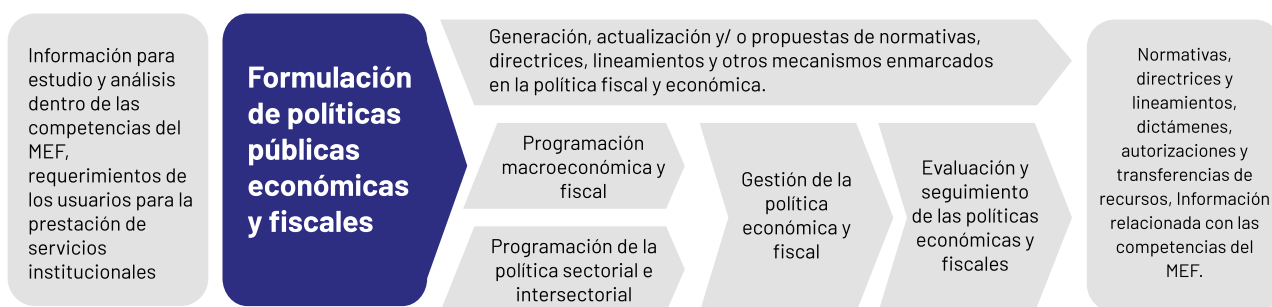 Información para
estudio y análisis
dentro de las
competencias del
MEF,
requerimientos de
los usuarios para la
prestación de
servicios
institucionales
Formulación
de políticas
públicas
económicas
y fiscales
Generación, actualización y/ o propuestas de normativas,
directrices, lineamientos y otros mecanismos enmarcados
en la política fiscal y económica.
Programación
macroeconómica y
fiscal
Programación de la
política sectorial e
intersectorial
Gestión de la
política
económica y
fiscal
Evaluación y
seguimiento
de las políticas
económicas y
fiscales
Normativas,
directrices y
lineamientos,
dictámenes,
autorizaciones y
transferencias de
recursos, Información
relacionada con las
competencias del
MEF.